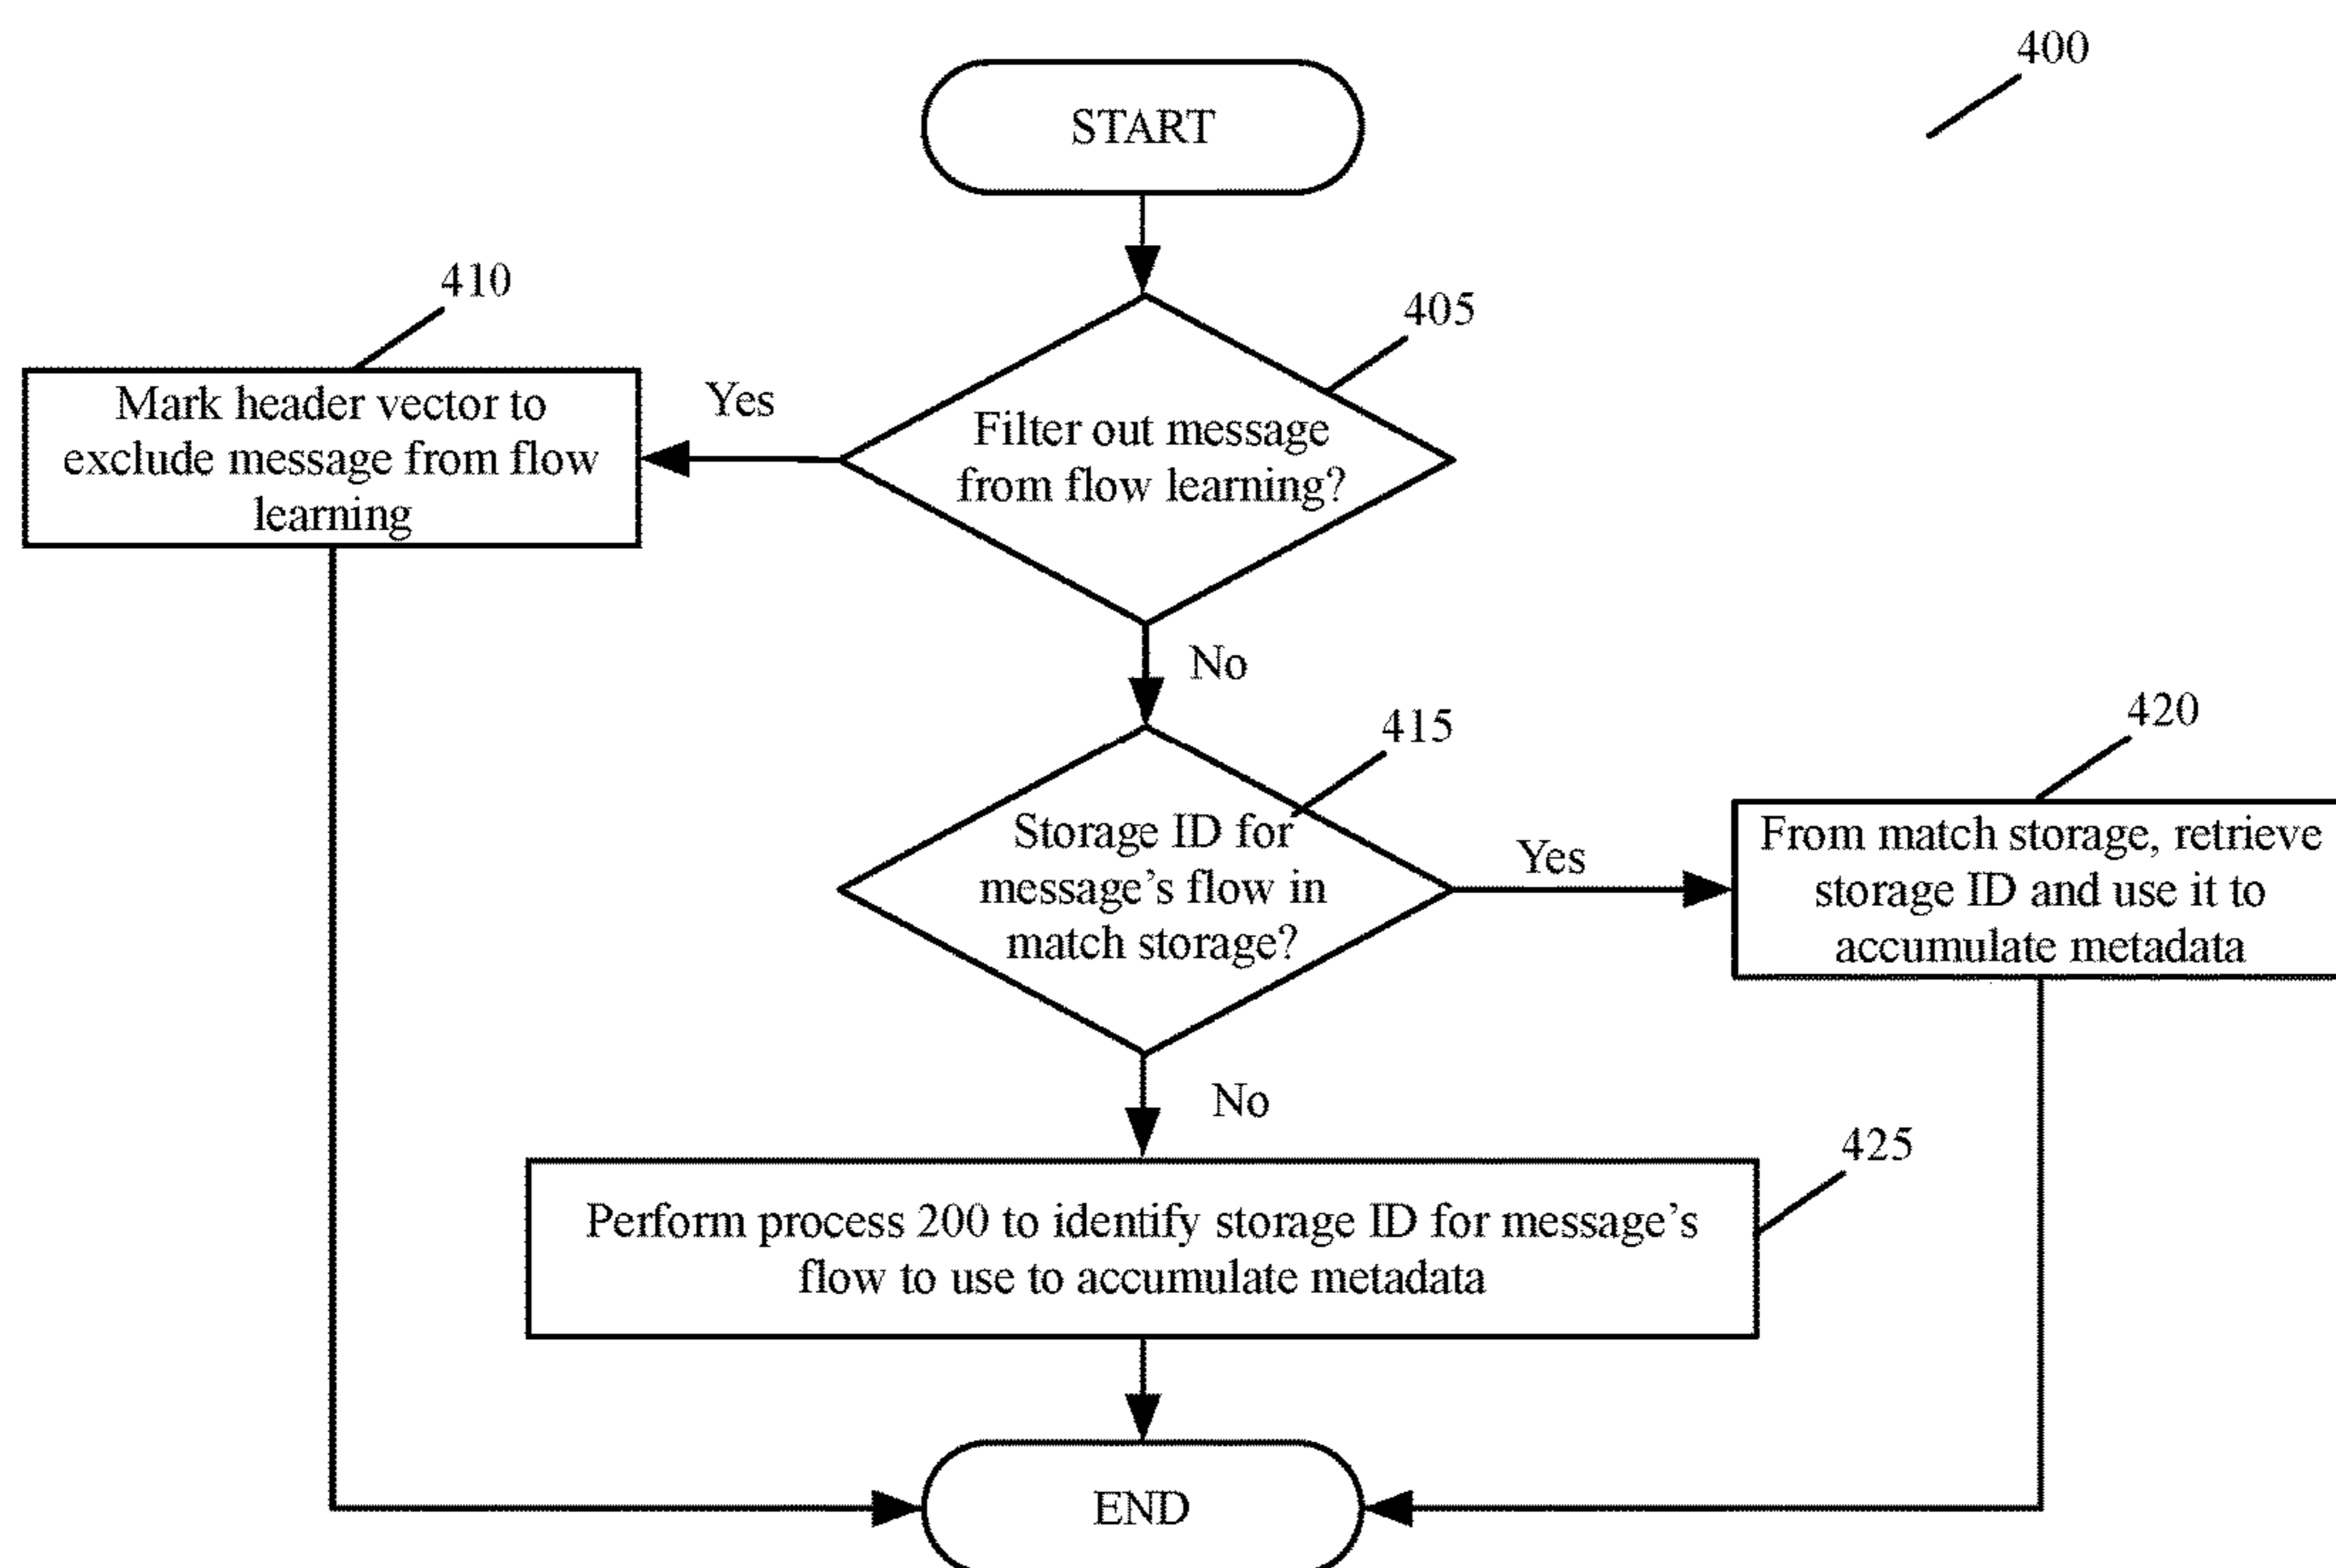 400
START
410
405
Mark header vector to
exclude message from flow
learning
Yes
Filter out message
from flow learning?
No
415
420
Storage ID for
message's flow in
match storage?
Yes
From match storage, retrieve
storage ID and use it to
accumulate metadata
No
425
Perform process 200 to identify storage ID for message's
flow to use to accumulate metadata
END